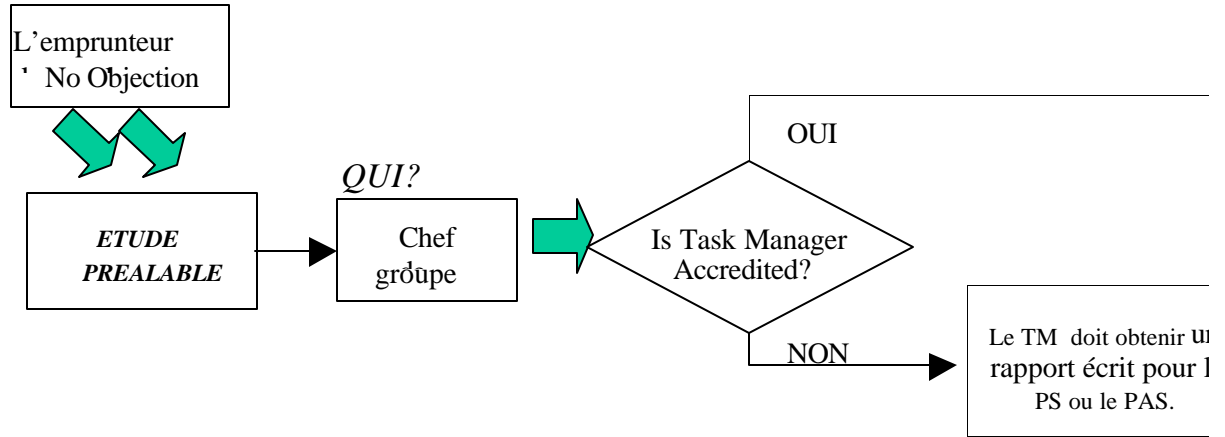 L’emprunteur
No Objection
QUI?
ETUDE
PREALABLE
Chef
groupe
OUI
Is Task Manager
Accredited?
NON
Le TM doit obtenir
rapport écrit pour
PS ou le PAS.